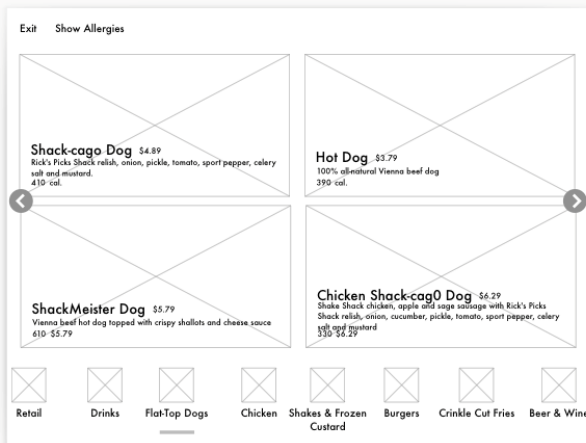 Exit Show Allergies
Shack-cago Dog $4.89
Rick's Picks Shack relish, onion, pickle, tomato, sport pepper, celery
salt and mustard.
410 cal.
Hot Dog $3.79
100% all-natural Vienna beef dog
390 cal.
ShackMeister Dog $5.79
Vienna beef hot dog topped with crispy shallots and cheese sauce
610 $5.79
Chicken Shack-cag0 Dog $6.29
Shake Shack chicken, apple and sage sausage with Rick's Picks
Shack relish, onion, cucumber, pickle, tomato, sport pepper, celery
salt and mustard
330 $6.29
Retail
Drinks
Flat-Top Dogs
Chicken
Shakes & Frozen
Custard
Burgers
Crinkle Cut Fries
Beer & Wine